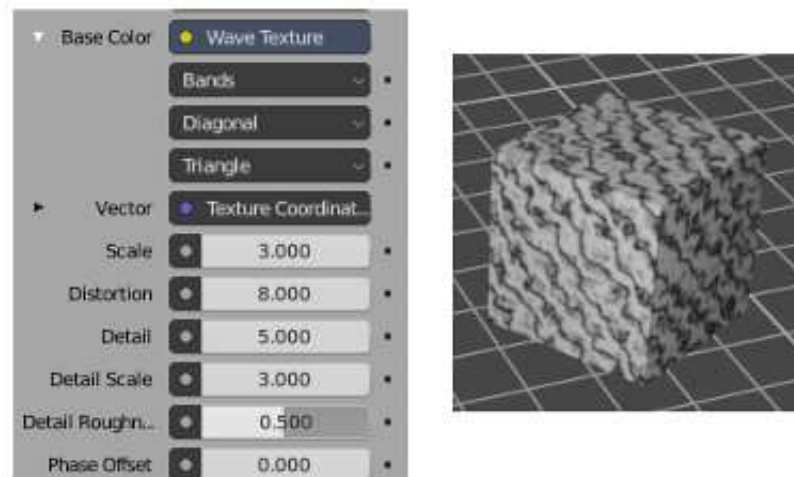 Base Color Wave Texture
Bands
Diagonal
Triangle
Vector Texture Coordinat..
Scale 3.000
Distortion 8.000
Detail 5.000
Detail Scale 3.000
Detail Roughn... 0.500
Phase Offset 0.000